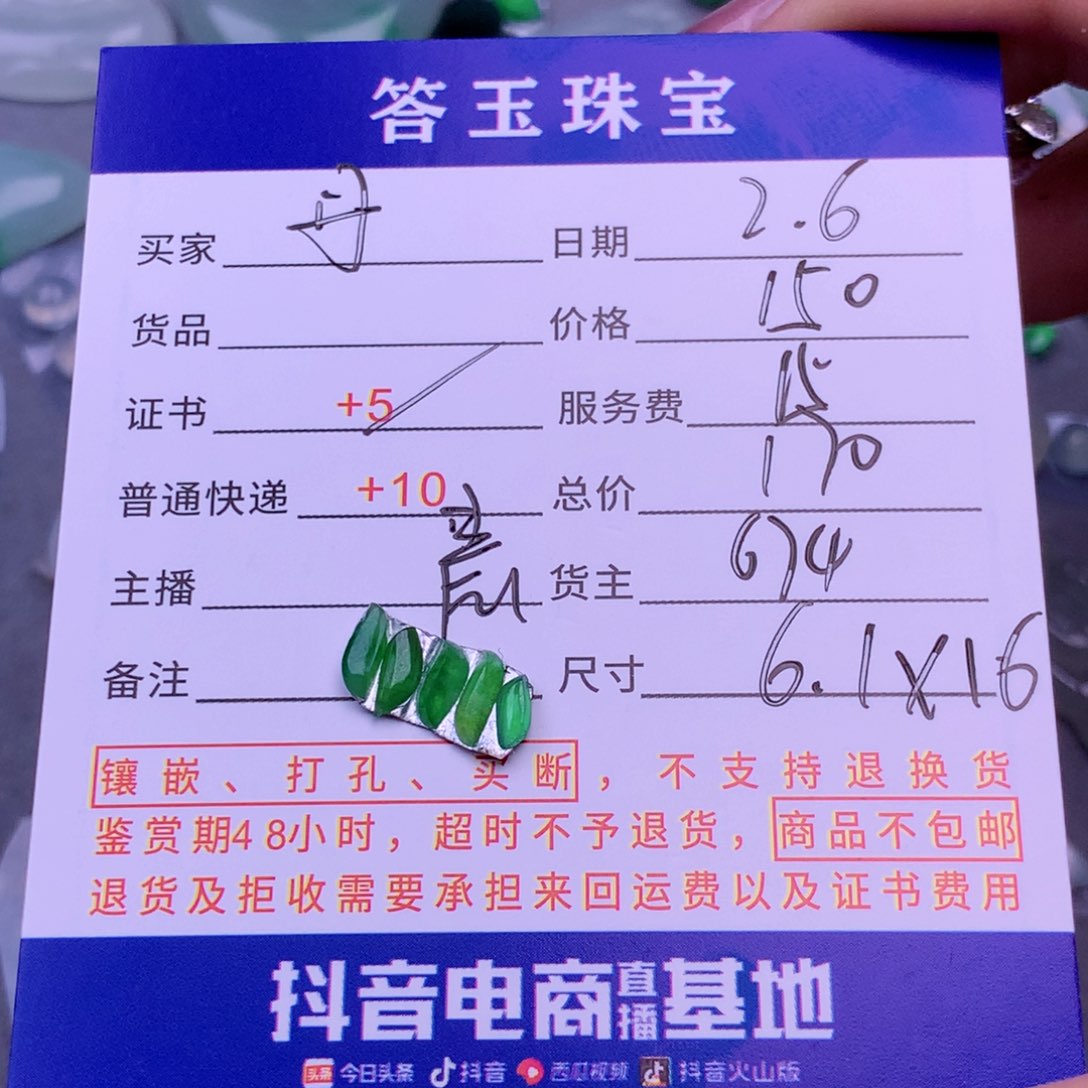 答玉珠宝
买家 丹 日期 2.6
货品 价格 150
证书 +5 服务费 15
普通快递 +10 总价 170
主播 货主 674
备注 尺寸 6.1X16
镶嵌、打孔、买断，不支持退换货
鉴赏期48小时，超时不予退货，商品不包邮
退货及拒收需要承担来回运费以及证书费用
抖音电商直播基地
头条 今日头条 抖音 西瓜视频 抖音火山版